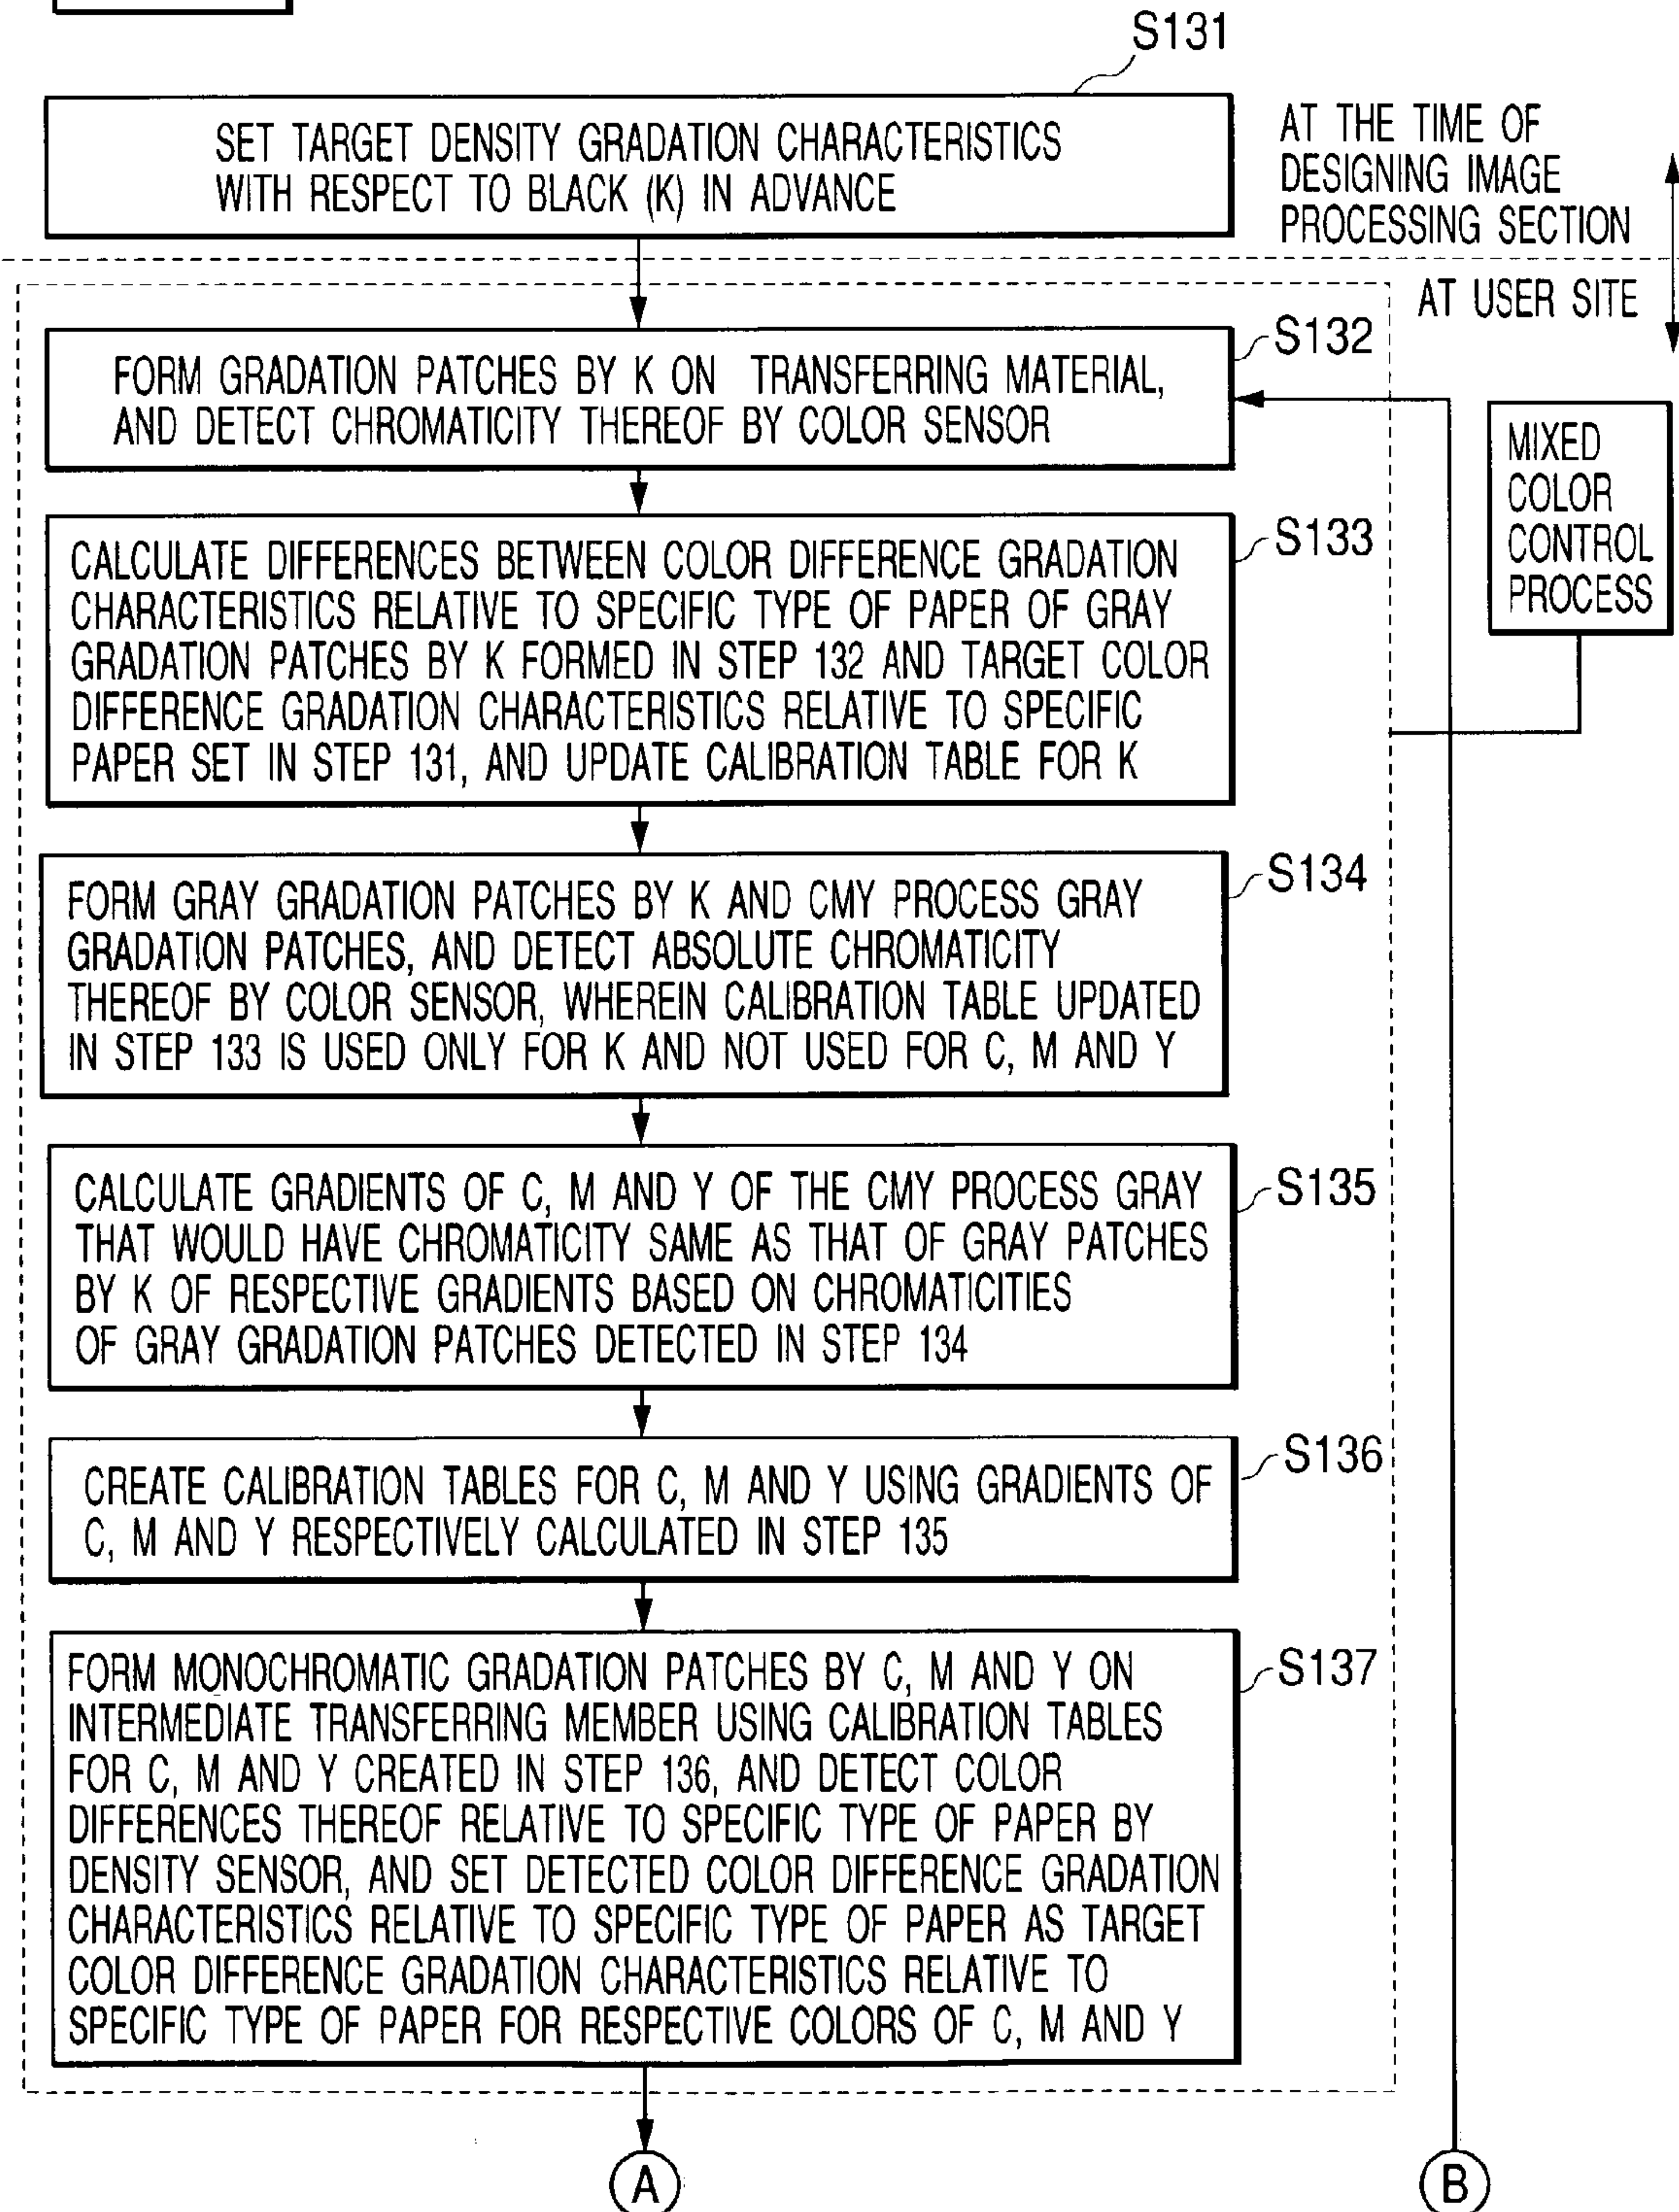 S131
SET TARGET DENSITY GRADATION CHARACTERISTICS
WITH RESPECT TO BLACK (K) IN ADVANCE
AT THE TIME OF
DESIGNING IMAGE
PROCESSING SECTION
AT USER SITE
S132
FORM GRADATION PATCHES BY K ON TRANSFERRING MATERIAL,
AND DETECT CHROMATICITY THEREOF BY COLOR SENSOR
MIXED
COLOR
CONTROL
PROCESS
S133
CALCULATE DIFFERENCES BETWEEN COLOR DIFFERENCE GRADATION
CHARACTERISTICS RELATIVE TO SPECIFIC TYPE OF PAPER OF GRAY
GRADATION PATCHES BY K FORMED IN STEP 132 AND TARGET COLOR
DIFFERENCE GRADATION CHARACTERISTICS RELATIVE TO SPECIFIC
PAPER SET IN STEP 131, AND UPDATE CALIBRATION TABLE FOR K
S134
FORM GRAY GRADATION PATCHES BY K AND CMY PROCESS GRAY
GRADATION PATCHES, AND DETECT ABSOLUTE CHROMATICITY
THEREOF BY COLOR SENSOR, WHEREIN CALIBRATION TABLE UPDATED
IN STEP 133 IS USED ONLY FOR K AND NOT USED FOR C, M AND Y
S135
CALCULATE GRADIENTS OF C, M AND Y OF THE CMY PROCESS GRAY
THAT WOULD HAVE CHROMATICITY SAME AS THAT OF GRAY PATCHES
BY K OF RESPECTIVE GRADIENTS BASED ON CHROMATICITIES
OF GRAY GRADATION PATCHES DETECTED IN STEP 134
S136
CREATE CALIBRATION TABLES FOR C, M AND Y USING GRADIENTS OF
C, M AND Y RESPECTIVELY CALCULATED IN STEP 135
S137
FORM MONOCHROMATIC GRADATION PATCHES BY C, M AND Y ON
INTERMEDIATE TRANSFERRING MEMBER USING CALIBRATION TABLES
FOR C, M AND Y CREATED IN STEP 136, AND DETECT COLOR
DIFFERENCES THEREOF RELATIVE TO SPECIFIC TYPE OF PAPER BY
DENSITY SENSOR, AND SET DETECTED COLOR DIFFERENCE GRADATION
CHARACTERISTICS RELATIVE TO SPECIFIC TYPE OF PAPER AS TARGET
COLOR DIFFERENCE GRADATION CHARACTERISTICS RELATIVE TO
SPECIFIC TYPE OF PAPER FOR RESPECTIVE COLORS OF C, M AND Y
A
B